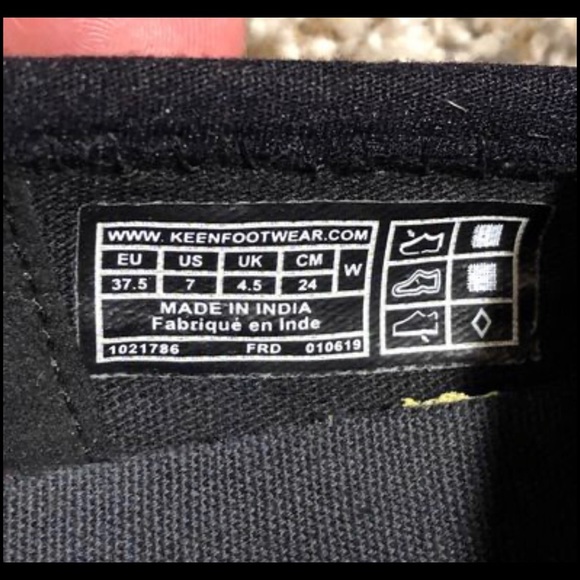 WWW. KEENFOOTWEAR.COM
EU US UK CM W
37.5 7 4.5 24
MADE IN INDIA
Fabriqué en Inde
1021786 FRD 010619